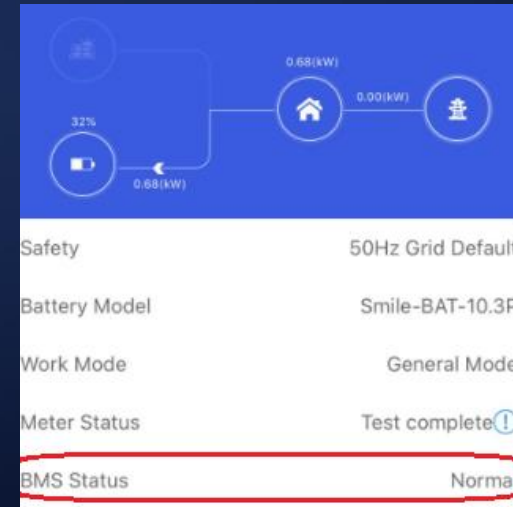 0.68(kW)
0.00(kW)
32%
0.68(kW)
Safety 50Hz Grid Default
Battery Model Smile-BAT-10.3P
Work Mode General Mode
Meter Status Test complete
BMS Status Norma